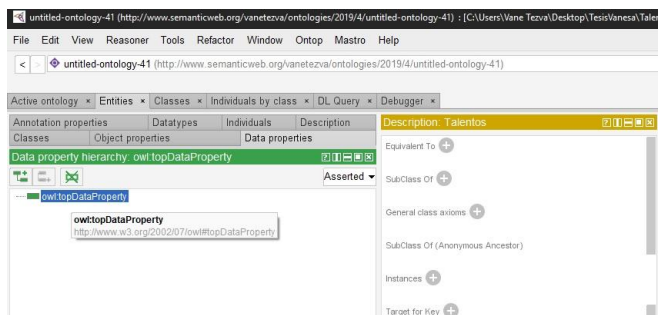 untitled-ontology-41 (http://www.semanticweb.org/vanetezva/ontologies/2019/4/untitled-ontology-41) : [C:\Users\Vane Tezva\Desktop\TesisVanesa\Taler
File Edit View Reasoner Tools Refactor Window Ontop Mastro Help
< > untitled-ontology-41 (http://www.semanticweb.org/vanetezva/ontologies/2019/4/untitled-ontology-41)
Active ontology × Entities × Classes × Individuals by class × DL Query × Debugger ×
Annotation properties Datatypes Individuals Description
Classes Object properties Data properties
Data property hierarchy: owl:topDataProperty
Asserted
owl:topDataProperty
owl:topDataProperty
http://www.w3.org/2002/07/owl#topDataProperty
Description: Talentos
Equivalent To
SubClass Of
General class axioms
SubClass Of (Anonymous Ancestor)
Instances
Target for Key